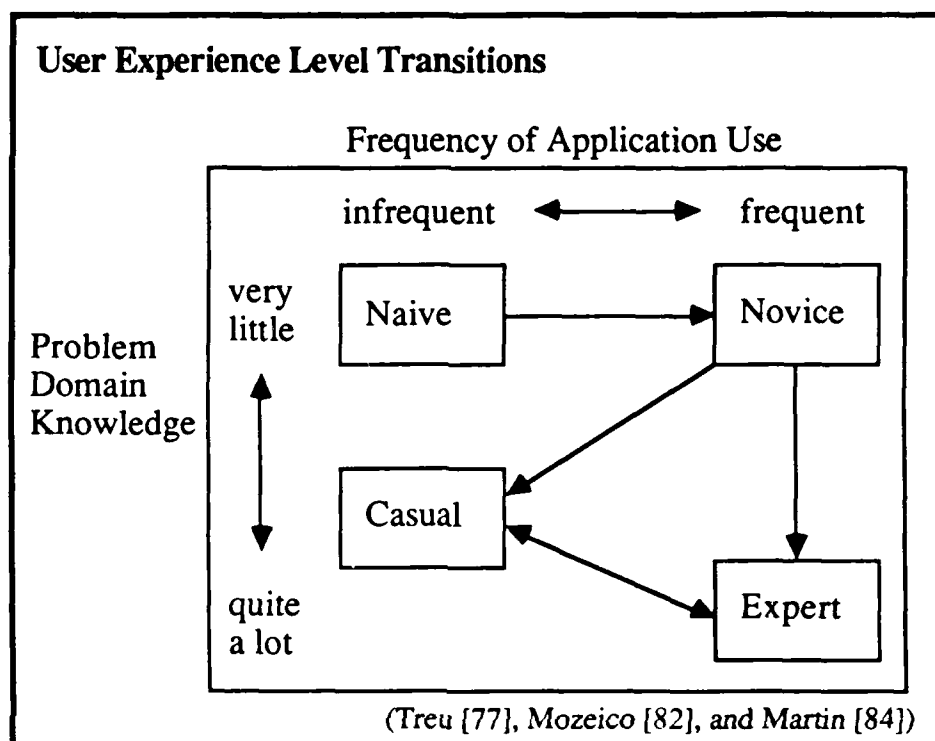 User Experience Level Transitions
Frequency of Application Use
infrequent frequent
very
little
Naive Novice
Problem
Domain
Knowledge
Casual
quite
a lot
Expert
(Treu [77], Mozeico [82], and Martin [84])